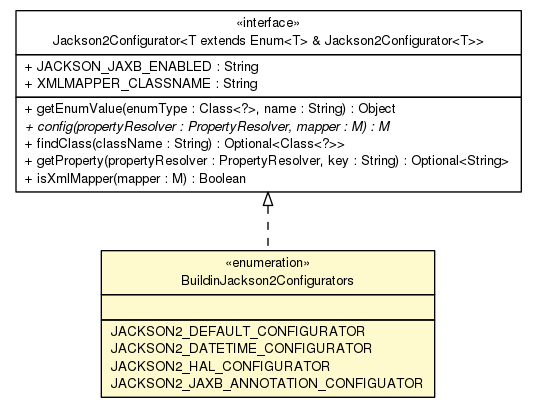 «interface»
Jackson2Configurator<T extends Enum<T> & Jackson2Configurator<T>>
+ JACKSON_JAXB_ENABLED : String
+ XMLMAPPER_CLASSNAME : String
+ getEnumValue(enumType : Class<?>, name : String) : Object
+ config(propertyResolver : PropertyResolver, mapper : M) : M
+ findClass(className : String) : Optional<Class<?>>
+ getProperty(propertyResolver : PropertyResolver, key : String) : Optional<String>
+ isXmlMapper(mapper : M) : Boolean
«enumeration»
BuildinJackson2Configurators
JACKSON2_DEFAULT_CONFIGURATOR
JACKSON2_DATETIME_CONFIGURATOR
JACKSON2_HAL_CONFIGURATOR
JACKSON2_JAXB_ANNOTATION_CONFIGUATOR